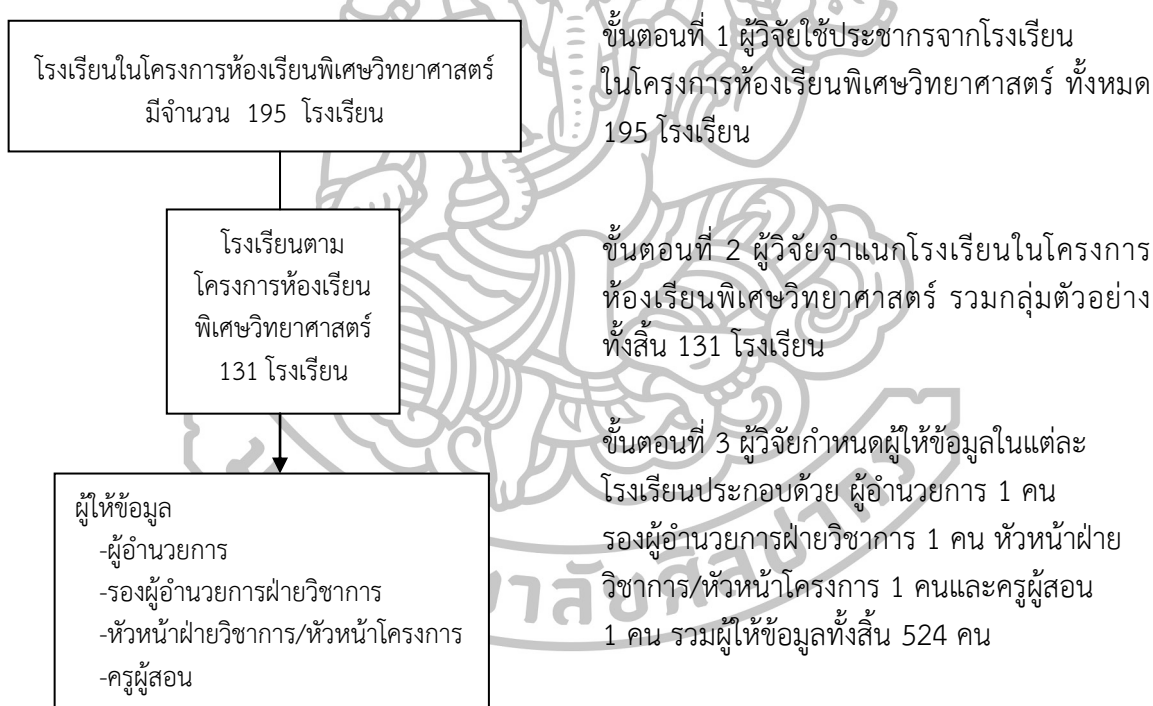 โรงเรียนในโครงการห้องเรียนพิเศษวิทยาศาสตร์
มีจำนวน 195 โรงเรียน
ขั้นตอนที่ 1 ผู้วิจัยใช้ประชากรจากโรงเรียน
ในโครงการห้องเรียนพิเศษวิทยาศาสตร์ ทั้งหมด
195 โรงเรียน
โรงเรียนตาม
โครงการห้องเรียน
พิเศษวิทยาศาสตร์
131 โรงเรียน
ขั้นตอนที่ 2 ผู้วิจัยจำแนกโรงเรียนในโครงการ
ห้องเรียนพิเศษวิทยาศาสตร์ รวมกลุ่มตัวอย่าง
ทั้งสิ้น 131 โรงเรียน
ผู้ให้ข้อมูล
-ผู้อำนวยการ
-รองผู้อำนวยการฝ่ายวิชาการ
-หัวหน้าฝ่ายวิชาการ/หัวหน้าโครงการ
-ครูผู้สอน
ขั้นตอนที่ 3 ผู้วิจัยกำหนดผู้ให้ข้อมูลในแต่ละ
โรงเรียนประกอบด้วย ผู้อำนวยการ 1 คน
รองผู้อำนวยการฝ่ายวิชาการ 1 คน หัวหน้าฝ่าย
วิชาการ/หัวหน้าโครงการ 1 คนและครูผู้สอน
1 คน รวมผู้ให้ข้อมูลทั้งสิ้น 524 คน